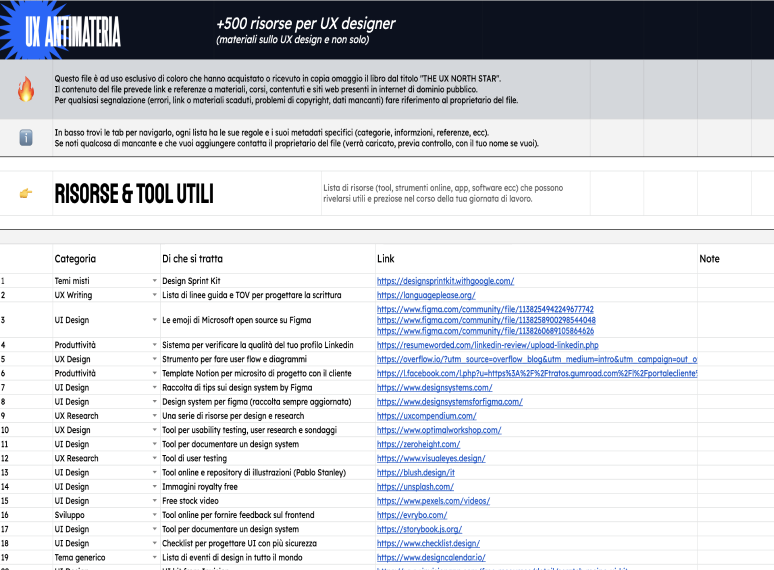 UX ANTIMATERIA
+500 risorse per UX designer
(materiali sullo UX design e non solo)
Questo file è ad uso esclusivo di coloro che hanno acquistato o ricevuto in copia omaggio il libro dal titolo "THE UX NORTH STAR".
Il contenuto del file prevede link e referenze a materiali, corsi, contentuti e siti web presenti in internet di dominio pubblico.
Per qualsiasi segnalazione (errori, link o materiali scaduti, problemi di copyright, dati mancanti) fare riferimento al proprietario del file.
In basso trovi le tab per navigarlo, ogni lista ha le sue regole e i suoi metadati specifici (categorie, informzioni, referenze, ecc).
Se noti qualcosa di mancante e che vuoi aggiungere contatta il proprietario del file (verrà caricato, previa controllo, con il tuo nome se vuoi).
RISORSE & TOOL UTILI
Lista di risorse (tool, strumenti online, app, software ecc) che possono
rivelarsi utili e preziose nel corso della tua giornata di lavoro.
Categoria Di che si tratta Link Note
1 Temi misti Design Sprint Kit https://designsprintkit.withgoogle.com/
2 UX Writing Lista di linee guida e TOV per progettare la scrittura https://languageplease.org/
3 UI Design Le emoji di Microsoft open source su Figma https://www.figma.com/community/file/1138254942249677742
https://www.figma.com/community/file/1138258900298544048
https://www.figma.com/community/file/1138260689105864626
4 Produttività Sistema per verificare la qualità del tuo profilo Linkedin https://resumeworded.com/linkedin-review/upload-linkedin.php
5 UX Design Strumento per fare user flow e diagrammi https://overflow.io/?utm_source=overflow_blog&utm_medium=intro&utm_campaign=out_o
6 Produttività Template Notion per microsito di progetto con il cliente https://l.facebook.com/l.php?u=https%3A%2F%2Ftratos.gumroad.com%2Fl%2Fportalecliente
7 UI Design Raccolta di tips sui design system by Figma https://www.designsystems.com/
8 UI Design Design system per figma (raccolta sempre aggiornata) https://www.designsystemsforfigma.com/
9 UX Research Una serie di risorse per design e research https://uxcompendium.com/
10 UX Design Tool per usability testing, user research e sondaggi https://www.optimalworkshop.com/
11 UI Design Tool per documentare un design system https://zeroheight.com/
12 UX Research Tool di user testing https://www.visualeyes.design/
13 UI Design Tool online e repository di illustrazioni (Pablo Stanley) https://blush.design/it
14 UI Design Immagini royalty free https://unsplash.com/
15 UI Design Free stock video https://www.pexels.com/videos/
16 Sviluppo Tool online per fornire feedback sul frontend https://evrybo.com/
17 UI Design Tool per documentare un design system https://storybook.js.org/
18 UI Design Checklist per progettare UI con più sicurezza https://www.checklist.design/
19 Tema generico Lista di eventi di design in tutto il mondo https://www.designcalendar.io/